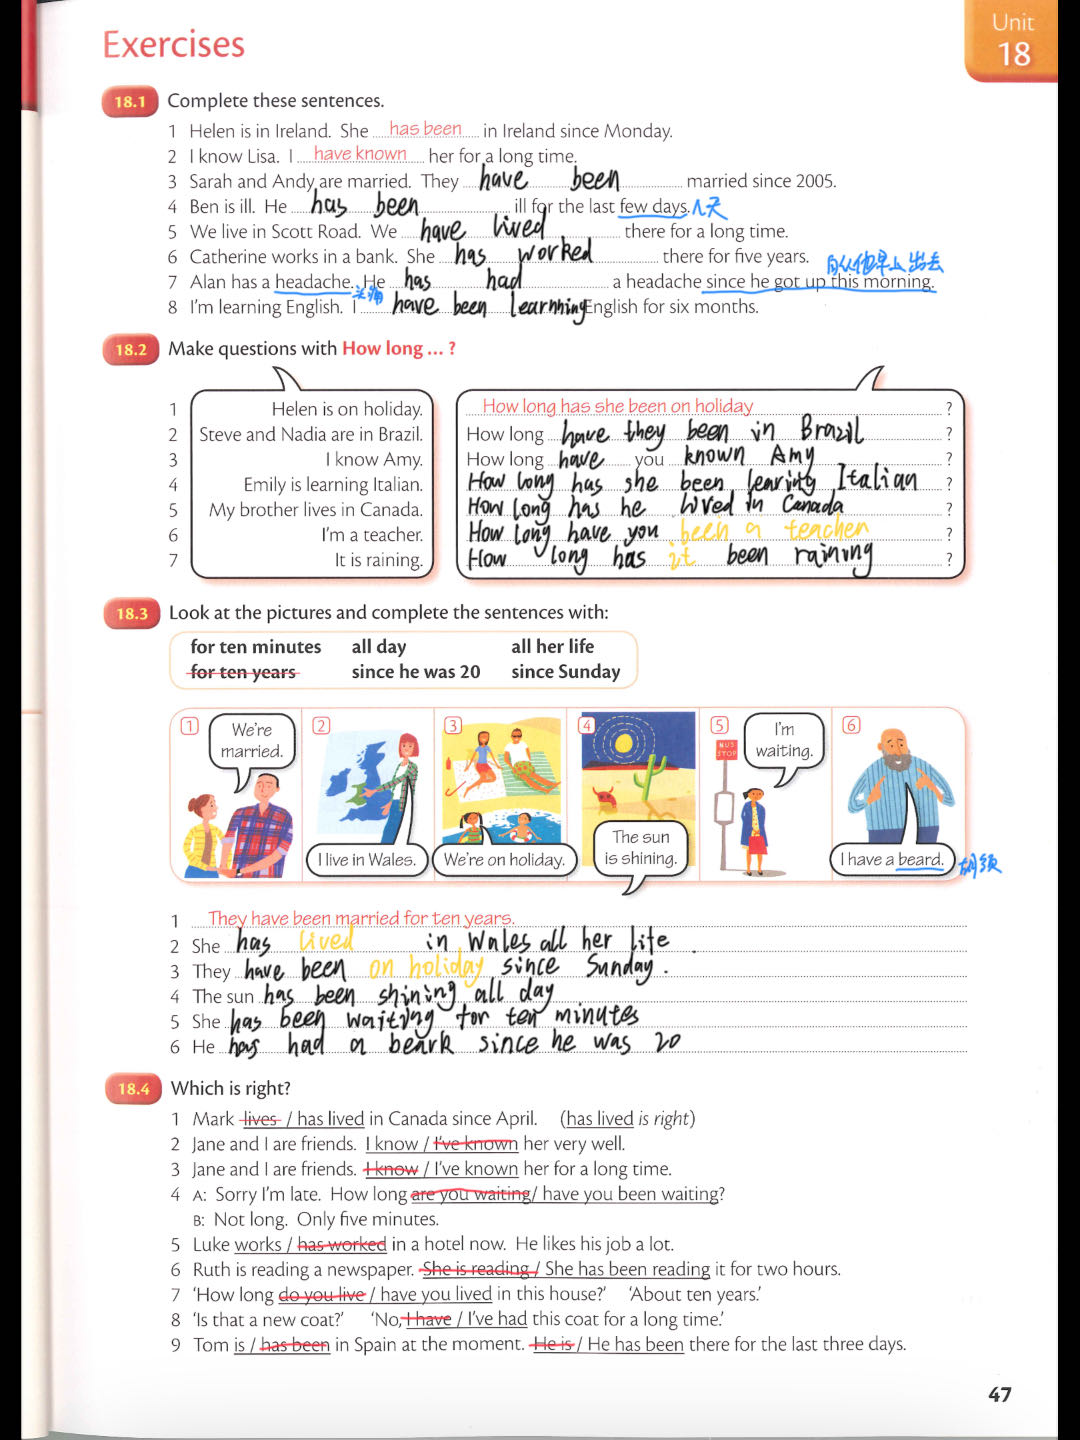 Exercises
Unit
18
18.1 Complete these sentences.
1 Helen is in Ireland. She has been in Ireland since Monday.
2 I know Lisa. I have known her for a long time.
3 Sarah and Andy are married. They have been married since 2005.
4 Ben is ill. He has been ill for the last few days. 几天
5 We live in Scott Road. We have lived there for a long time.
6 Catherine works in a bank. She has worked there for five years.
自从他早上出去
7 Alan has a headache. He has had a headache since he got up this morning.
头痛
8 I'm learning English. I have been learnhing English for six months.
18.2 Make questions with How long ... ?
1 Helen is on holiday. How long has she been on holiday ?
2 Steve and Nadia are in Brazil. How long have they been in Brazil ?
3 I know Amy. How long have you known Amy ?
4 Emily is learning Italian. How long has she been learing Italian ?
5 My brother lives in Canada. How long has he lived in Canada ?
6 I'm a teacher. How long have you been a teacher ?
7 It is raining. How long has it been raining ?
18.3 Look at the pictures and complete the sentences with:
for ten minutes all day all her life
for ten years since he was 20 since Sunday
1 We're married.
2 I live in Wales.
3 We're on holiday.
4 The sun is shining.
5 I'm waiting.
BUS STOP
6 I have a beard. 胡须
1 They have been married for ten years.
2 She has lived in Wales all her life .
3 They have been on holiday since Sunday .
4 The sun has been shining all day
5 She has been waiting for ten minutes
6 He has had a beark since he was 20
18.4 Which is right?
1 Mark lives / has lived in Canada since April. (has lived is right)
2 Jane and I are friends. I know / I've known her very well.
3 Jane and I are friends. I know / I've known her for a long time.
4 A: Sorry I'm late. How long are you waiting / have you been waiting?
B: Not long. Only five minutes.
5 Luke works / has worked in a hotel now. He likes his job a lot.
6 Ruth is reading a newspaper. She is reading / She has been reading it for two hours.
7 'How long do you live / have you lived in this house?' 'About ten years.'
8 'Is that a new coat?' 'No, I have / I've had this coat for a long time.'
9 Tom is / has been in Spain at the moment. He is / He has been there for the last three days.
47